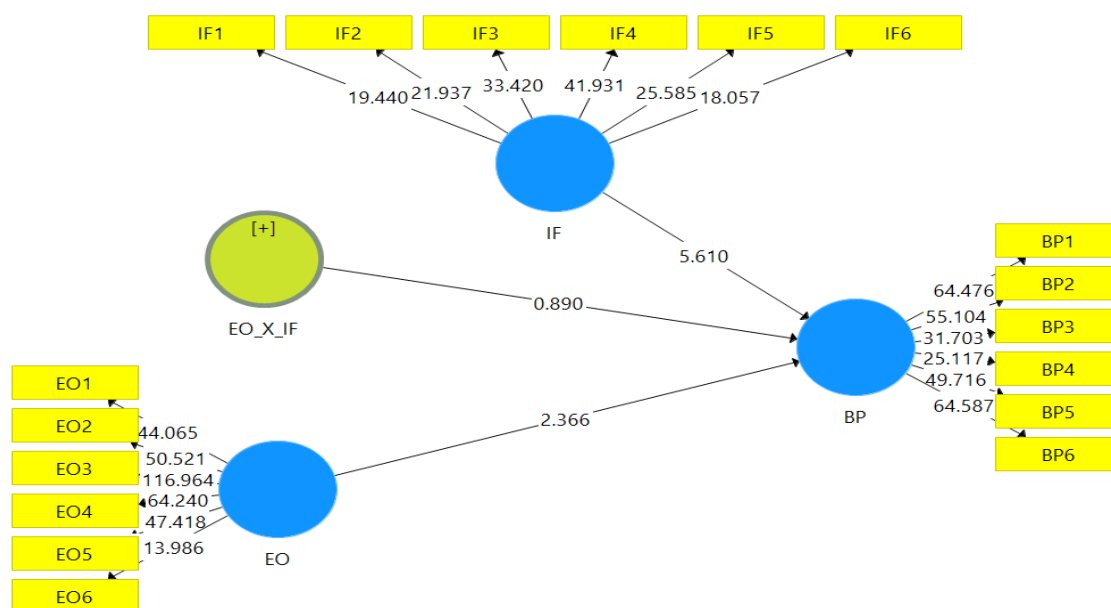 IF1 IF2 IF3 IF4 IF5 IF6
19.440 21.937 33.420 41.931 25.585 18.057
IF
[+]
EO_X_IF
5.610
0.890
2.366
BP1
BP2
BP3
BP4
BP5
BP6
64.476
55.104
31.703
25.117
49.716
64.587
BP
EO1
EO2
EO3
EO4
EO5
EO6
44.065
50.521
116.964
64.240
47.418
13.986
EO